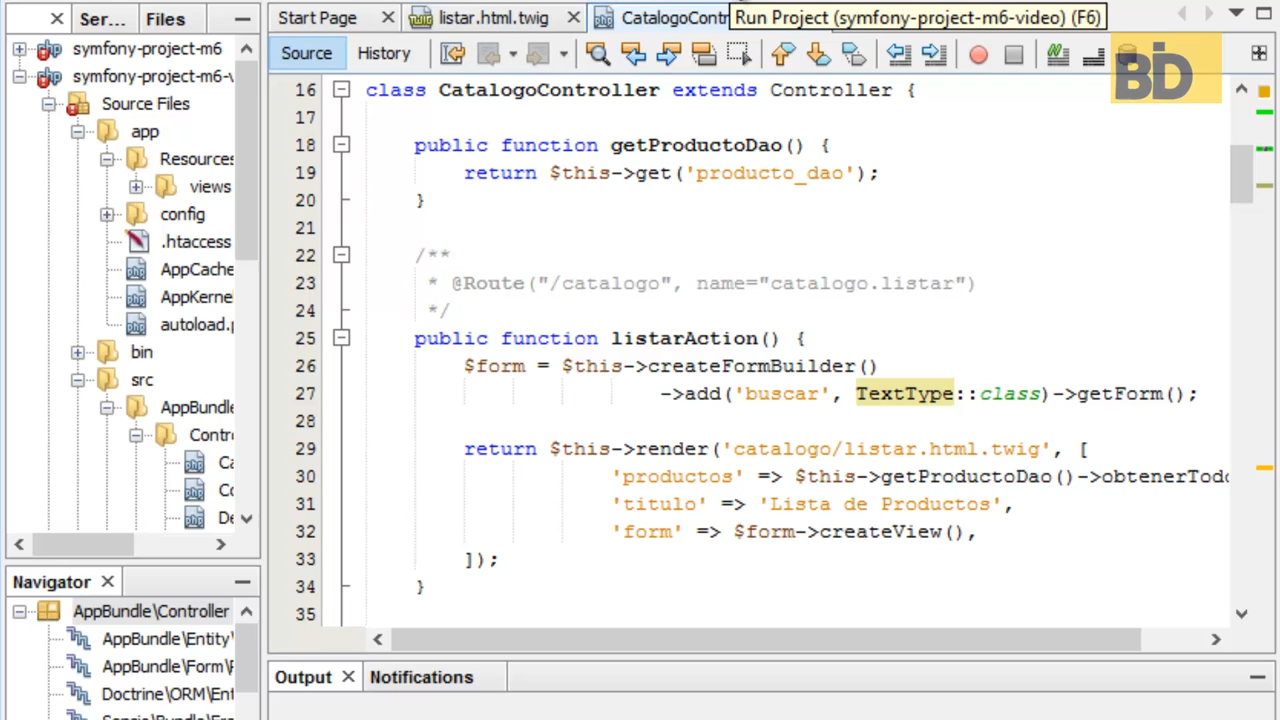 Ser...
Files
Start Page
listar.html.twig
CatalogoContr
Run Project (symfony-project-m6-video) (F6)
Source
History
BD
symfony-project-m6
symfony-project-m6-v
Source Files
app
Resources
views
config
.htaccess
AppCache
AppKernel
autoload.p
bin
src
AppBundle
Contro
Ca
Co
De
Navigator
AppBundle\Controller
AppBundle\Entity\
AppBundle\Form\P
Doctrine\ORM\Ent
16 class CatalogoController extends Controller {
17
18 public function getProductoDao() {
19 return $this->get('producto_dao');
20 }
21
22 /**
23 * @Route("/catalogo", name="catalogo.listar")
24 */
25 public function listarAction() {
26 $form = $this->createFormBuilder()
27 ->add('buscar', TextType::class)->getForm();
28
29 return $this->render('catalogo/listar.html.twig', [
30 'productos' => $this->getProductoDao()->obtenerTodo
31 'titulo' => 'Lista de Productos',
32 'form' => $form->createView(),
33 ]);
34 }
35
Output
Notifications